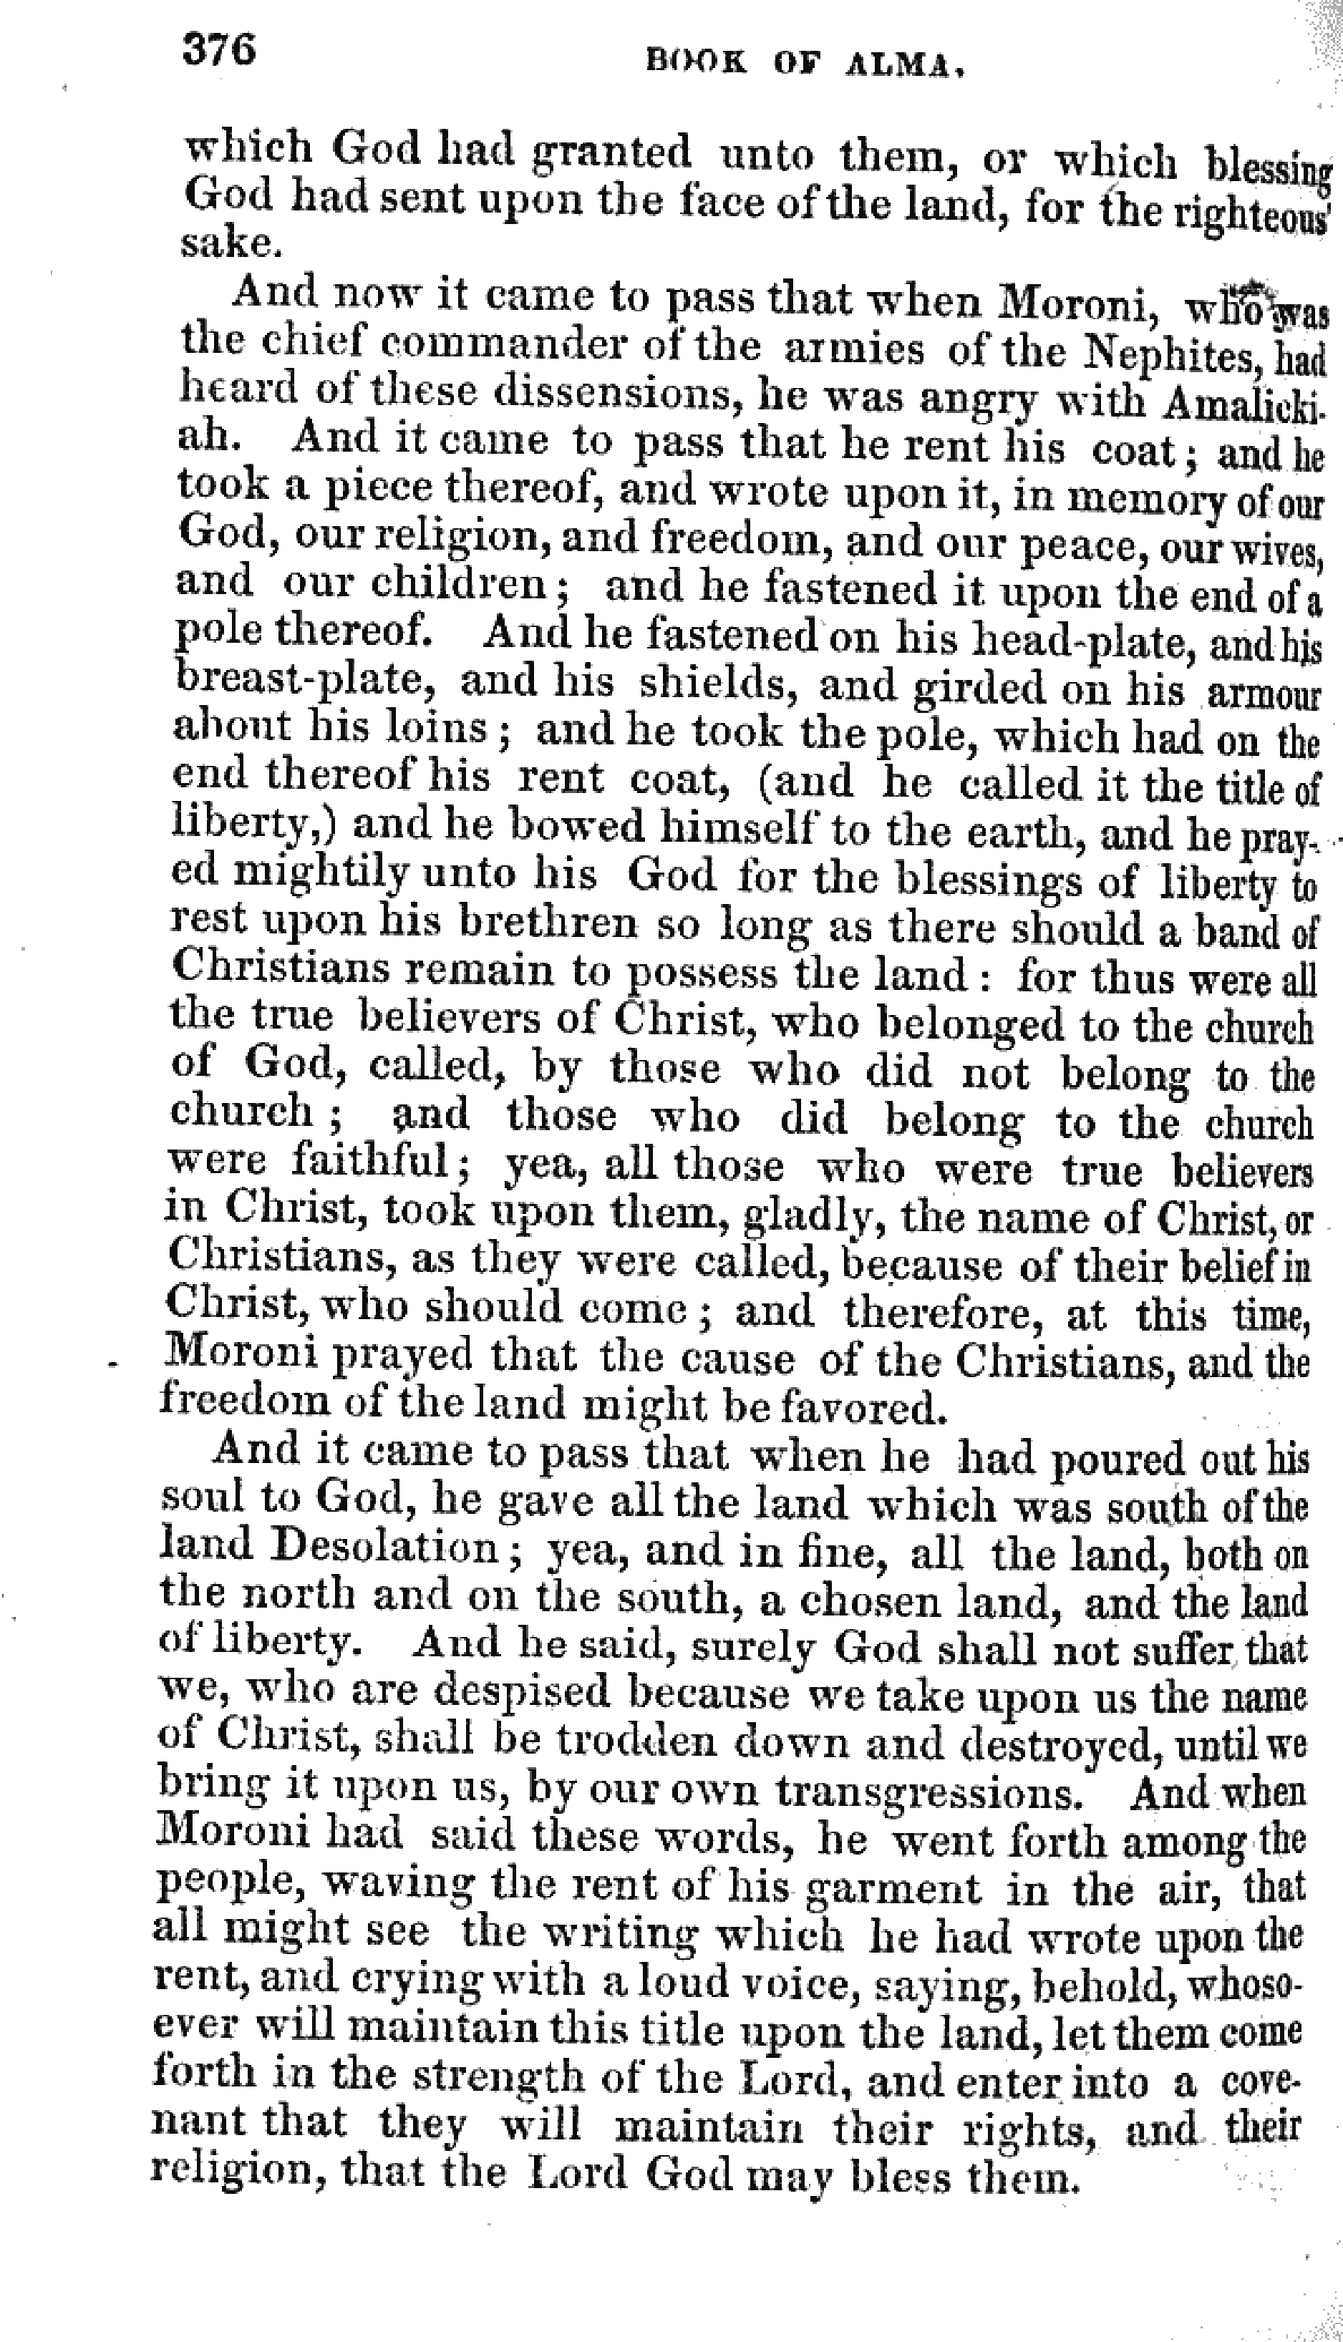 376
BOOK OF ALMA.
which God had granted unto them, or which blessing
God had sent upon the face of the land, for the righteous'
sake.
And now it came to pass that when Moroni, who was
the chief commander of the armies of the Nephites, had
heard of these dissensions, he was angry with Amalicki-
ah. And it came to pass that he rent his coat; and he
took a piece thereof, and wrote upon it, in memory of our
God, our religion, and freedom, and our peace, our wives,
and our children; and he fastened it upon the end of a
pole thereof. And he fastened on his head-plate, and his
breast-plate, and his shields, and girded on his armour
about his loins; and he took the pole, which had on the
end thereof his rent coat, (and he called it the title of
liberty,) and he bowed himself to the earth, and he pray-
ed mightily unto his God for the blessings of liberty to
rest upon his brethren so long as there should a band of
Christians remain to possess the land: for thus were all
the true believers of Christ, who belonged to the church
of God, called, by those who did not belong to the
church; and those who did belong to the church
were faithful; yea, all those who were true believers
in Christ, took upon them, gladly, the name of Christ, or
Christians, as they were called, because of their belief in
Christ, who should come; and therefore, at this time,
Moroni prayed that the cause of the Christians, and the
freedom of the land might be favored.
And it came to pass that when he had poured out his
soul to God, he gave all the land which was south of the
land Desolation; yea, and in fine, all the land, both on
the north and on the south, a chosen land, and the land
of liberty. And he said, surely God shall not suffer that
we, who are despised because we take upon us the name
of Christ, shall be trodden down and destroyed, until we
bring it upon us, by our own transgressions. And when
Moroni had said these words, he went forth among the
people, waving the rent of his garment in the air, that
all might see the writing which he had wrote upon the
rent, and crying with a loud voice, saying, behold, whoso-
ever will maintain this title upon the land, let them come
forth in the strength of the Lord, and enter into a cove-
nant that they will maintain their rights, and their
religion, that the Lord God may bless them.